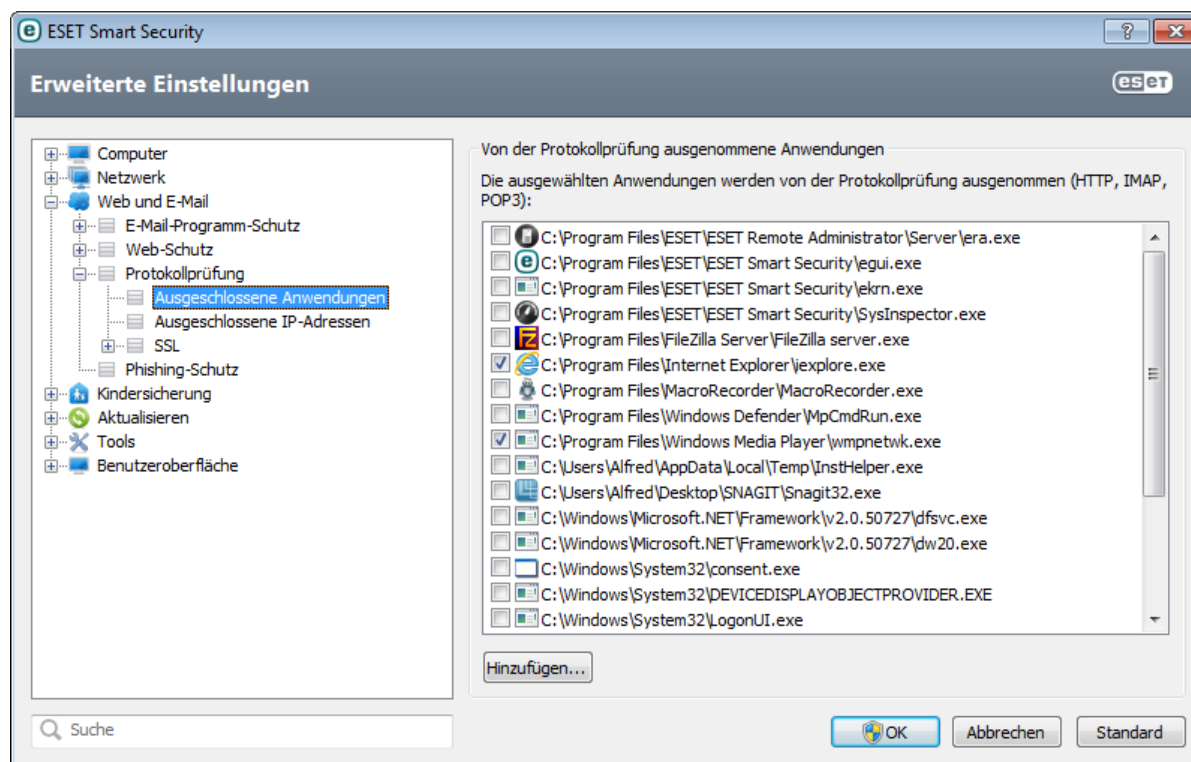 ESET Smart Security
Erweiterte Einstellungen
eset
Computer
Netzwerk
Web und E-Mail
E-Mail-Programm-Schutz
Web-Schutz
Protokollprüfung
Ausgeschlossene Anwendungen
Ausgeschlossene IP-Adressen
SSL
Phishing-Schutz
Kindersicherung
Aktualisieren
Tools
Benutzeroberfläche
Suche
Von der Protokollprüfung ausgenommene Anwendungen
Die ausgewählten Anwendungen werden von der Protokollprüfung ausgenommen (HTTP, IMAP,
POP3):
C:\Program Files\ESET\ESET Remote Administrator\Server\era.exe
C:\Program Files\ESET\ESET Smart Security\egui.exe
C:\Program Files\ESET\ESET Smart Security\ekrn.exe
C:\Program Files\ESET\ESET Smart Security\SysInspector.exe
C:\Program Files\FileZilla Server\FileZilla server.exe
C:\Program Files\Internet Explorer\iexplore.exe
C:\Program Files\MacroRecorder\MacroRecorder.exe
C:\Program Files\Windows Defender\MpCmdRun.exe
C:\Program Files\Windows Media Player\wmpnetwk.exe
C:\Users\Alfred\AppData\Local\Temp\InstHelper.exe
C:\Users\Alfred\Desktop\SNAGIT\Snagit32.exe
C:\Windows\Microsoft.NET\Framework\v2.0.50727\dfsvc.exe
C:\Windows\Microsoft.NET\Framework\v2.0.50727\dw20.exe
C:\Windows\System32\consent.exe
C:\Windows\System32\DEVICEDISPLAYOBJECTPROVIDER.EXE
C:\Windows\System32\LogonUI.exe
Hinzufügen...
OK
Abbrechen
Standard